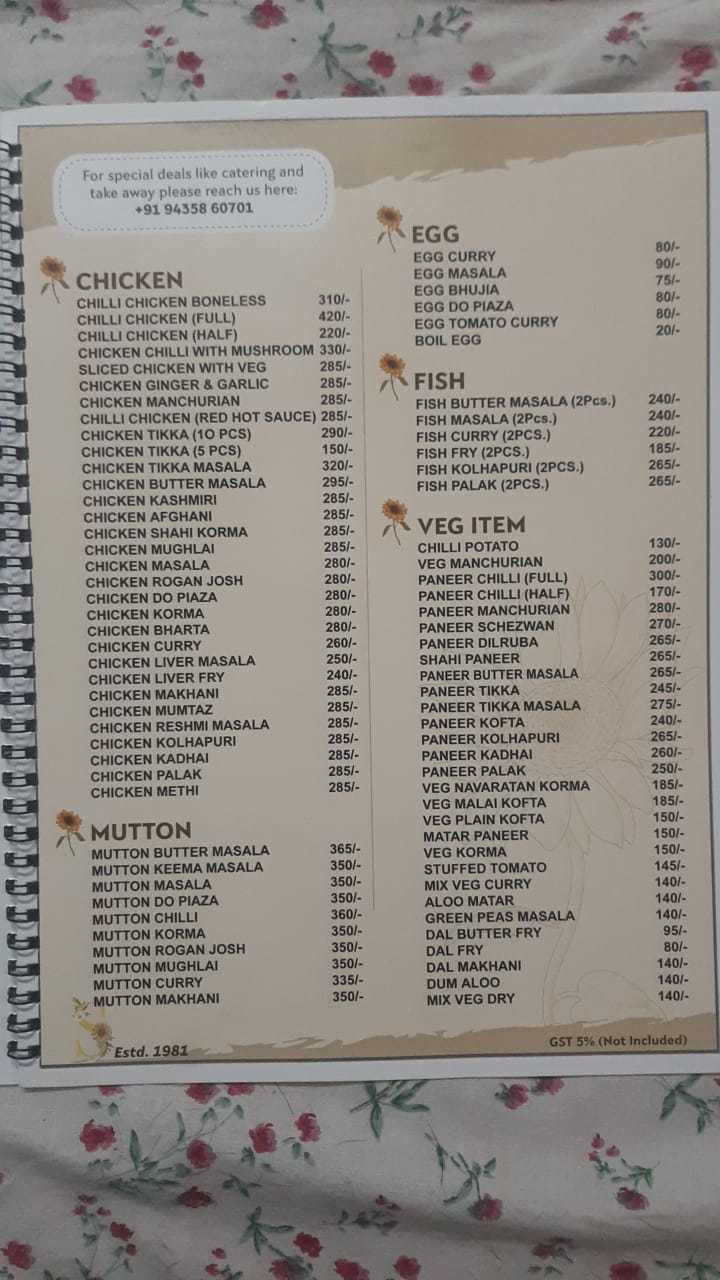 For special deals like catering and
take away please reach us here:
+91 94358 60701
CHICKEN
CHILLI CHICKEN BONELESS 310/-
CHILLI CHICKEN (FULL) 420/-
CHILLI CHICKEN (HALF) 220/-
CHICKEN CHILLI WITH MUSHROOM 330/-
SLICED CHICKEN WITH VEG 285/-
CHICKEN GINGER & GARLIC 285/-
CHICKEN MANCHURIAN 285/-
CHILLI CHICKEN (RED HOT SAUCE) 285/-
CHICKEN TIKKA (10 PCS) 290/-
CHICKEN TIKKA (5 PCS) 150/-
CHICKEN TIKKA MASALA 320/-
CHICKEN BUTTER MASALA 295/-
CHICKEN KASHMIRI 285/-
CHICKEN AFGHANI 285/-
CHICKEN SHAHI KORMA 285/-
CHICKEN MUGHLAI 285/-
CHICKEN MASALA 280/-
CHICKEN ROGAN JOSH 280/-
CHICKEN DO PIAZA 280/-
CHICKEN KORMA 280/-
CHICKEN BHARTA 280/-
CHICKEN CURRY 260/-
CHICKEN LIVER MASALA 250/-
CHICKEN LIVER FRY 240/-
CHICKEN MAKHANI 285/-
CHICKEN MUMTAZ 285/-
CHICKEN RESHMI MASALA 285/-
CHICKEN KOLHAPURI 285/-
CHICKEN KADHAI 285/-
CHICKEN PALAK 285/-
CHICKEN METHI 285/-
MUTTON
MUTTON BUTTER MASALA 365/-
MUTTON KEEMA MASALA 350/-
MUTTON MASALA 350/-
MUTTON DO PIAZA 350/-
MUTTON CHILLI 360/-
MUTTON KORMA 350/-
MUTTON ROGAN JOSH 350/-
MUTTON MUGHLAI 350/-
MUTTON CURRY 335/-
MUTTON MAKHANI 350/-
Estd. 1981
EGG
EGG CURRY 80/-
EGG MASALA 90/-
EGG BHUJIA 75/-
EGG DO PIAZA 80/-
EGG TOMATO CURRY 80/-
BOIL EGG 20/-
FISH
FISH BUTTER MASALA (2Pcs.) 240/-
FISH MASALA (2Pcs.) 240/-
FISH CURRY (2PCS.) 220/-
FISH FRY (2PCS.) 185/-
FISH KOLHAPURI (2PCS.) 265/-
FISH PALAK (2PCS.) 265/-
VEG ITEM
CHILLI POTATO 130/-
VEG MANCHURIAN 200/-
PANEER CHILLI (FULL) 300/-
PANEER CHILLI (HALF) 170/-
PANEER MANCHURIAN 280/-
PANEER SCHEZWAN 270/-
PANEER DILRUBA 265/-
SHAHI PANEER 265/-
PANEER BUTTER MASALA 265/-
PANEER TIKKA 245/-
PANEER TIKKA MASALA 275/-
PANEER KOFTA 240/-
PANEER KOLHAPURI 265/-
PANEER KADHAI 260/-
PANEER PALAK 250/-
VEG NAVARATAN KORMA 185/-
VEG MALAI KOFTA 185/-
VEG PLAIN KOFTA 150/-
MATAR PANEER 150/-
VEG KORMA 150/-
STUFFED TOMATO 145/-
MIX VEG CURRY 140/-
ALOO MATAR 140/-
GREEN PEAS MASALA 140/-
DAL BUTTER FRY 95/-
DAL FRY 80/-
DAL MAKHANI 140/-
DUM ALOO 140/-
MIX VEG DRY 140/-
GST 5% (Not Included)